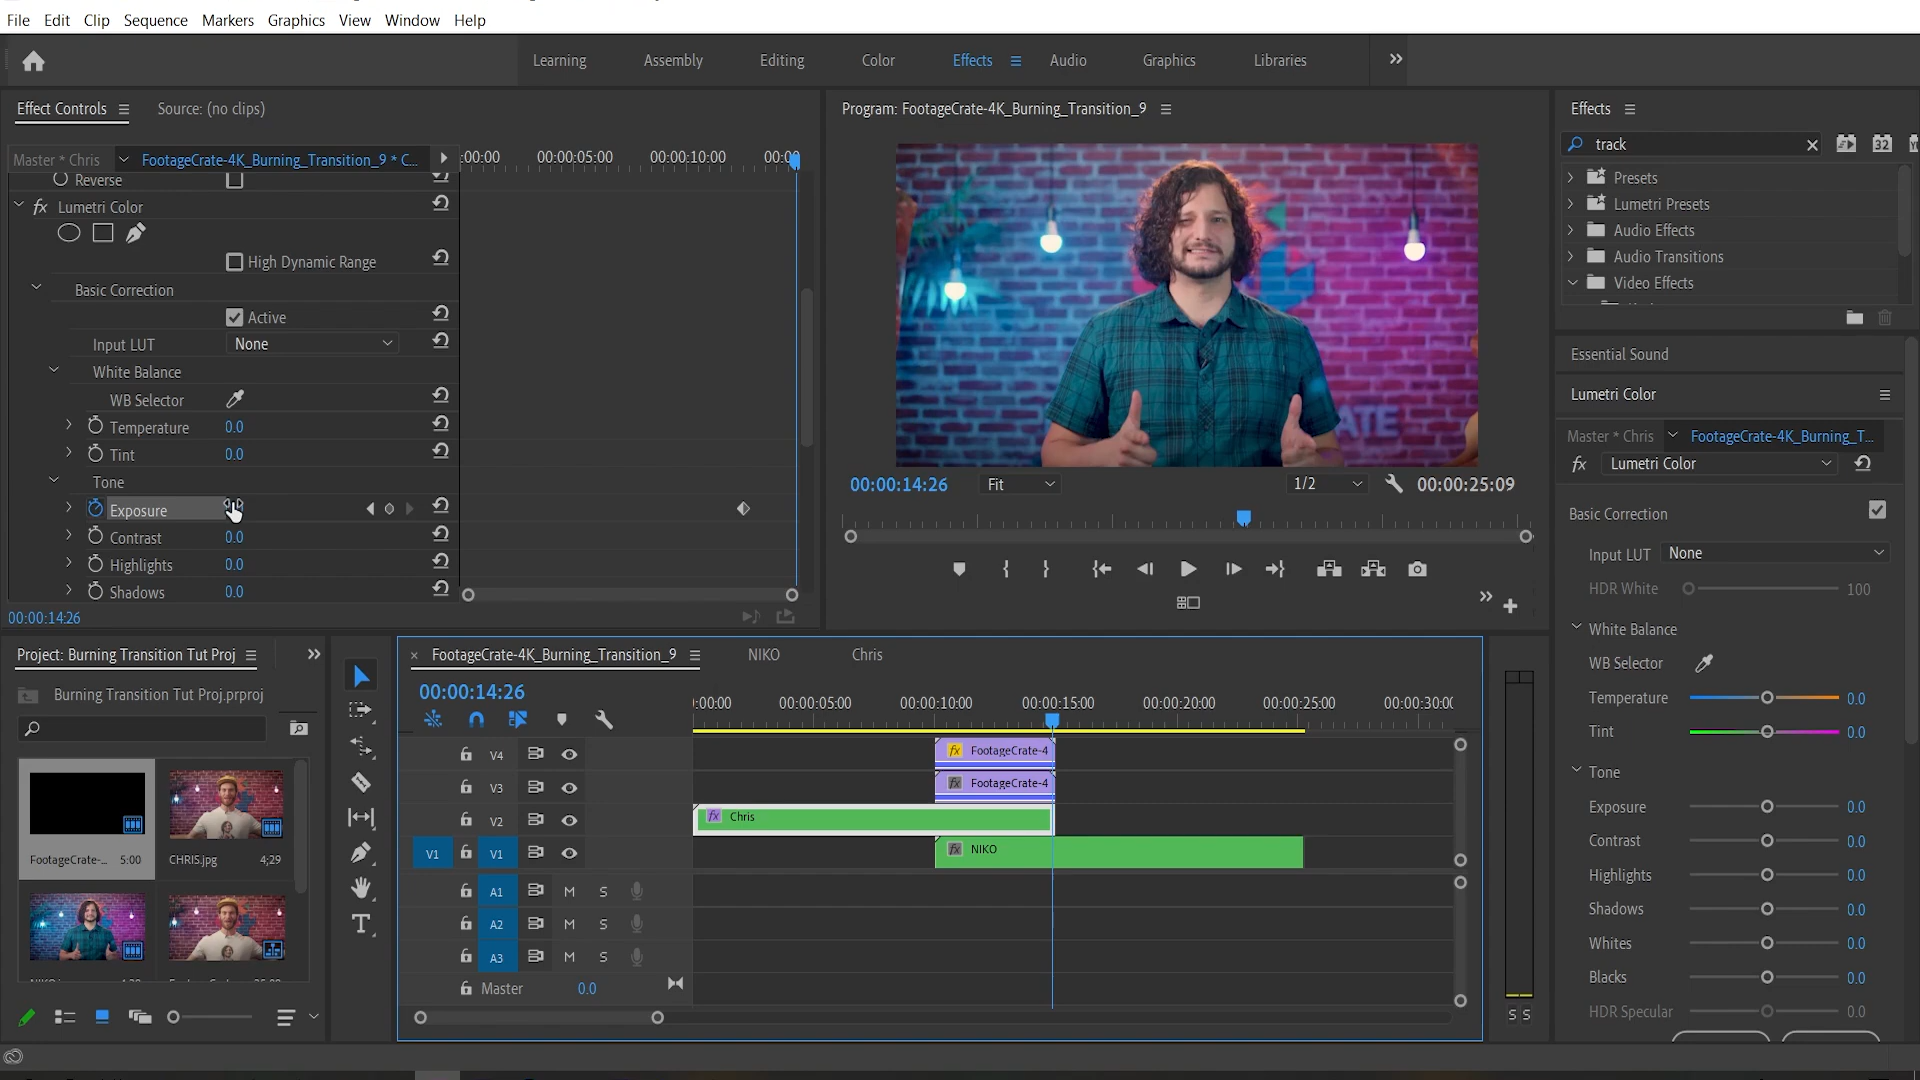 File Edit Clip Sequence Markers Graphics View Window Help
Learning Assembly Editing Color Effects Audio Graphics Libraries
Effect Controls Source: (no clips)
Master * Chris FootageCrate-4K_Burning_Transition_9 * C...
:00:00 00:00:05:00 00:00:10:00
Reverse
fx Lumetri Color
High Dynamic Range
Basic Correction
Active
Input LUT None
White Balance
WB Selector
Temperature 0.0
Tint 0.0
Tone
Exposure
Contrast 0.0
Highlights 0.0
Shadows 0.0
00:00:14:26
Program: FootageCrate-4K_Burning_Transition_9
00:00:14:26 Fit 1/2 00:00:25:09
Effects
track
32
Presets
Lumetri Presets
Audio Effects
Audio Transitions
Video Effects
Essential Sound
Lumetri Color
Master * Chris FootageCrate-4K_Burning_T...
fx Lumetri Color
Basic Correction
Input LUT None
HDR White 100
White Balance
WB Selector
Temperature 0.0
Tint 0.0
Tone
Exposure 0.0
Contrast 0.0
Highlights 0.0
Shadows 0.0
Whites 0.0
Blacks 0.0
HDR Specular 0.0
Project: Burning Transition Tut Proj
Burning Transition Tut Proj.prproj
FootageCrate-... 5:00 CHRIS.jpg 4;29
FootageCrate-4K_Burning_Transition_9 NIKO Chris
00:00:14:26
:00:00 00:00:05:00 00:00:10:00 00:00:15:00 00:00:20:00 00:00:25:00 00:00:30:00
V4 fx FootageCrate-4
V3 fx FootageCrate-4
V2 fx Chris
V1 V1 fx NIKO
A1 M S
A2 M S
A3 M S
Master 0.0
S S